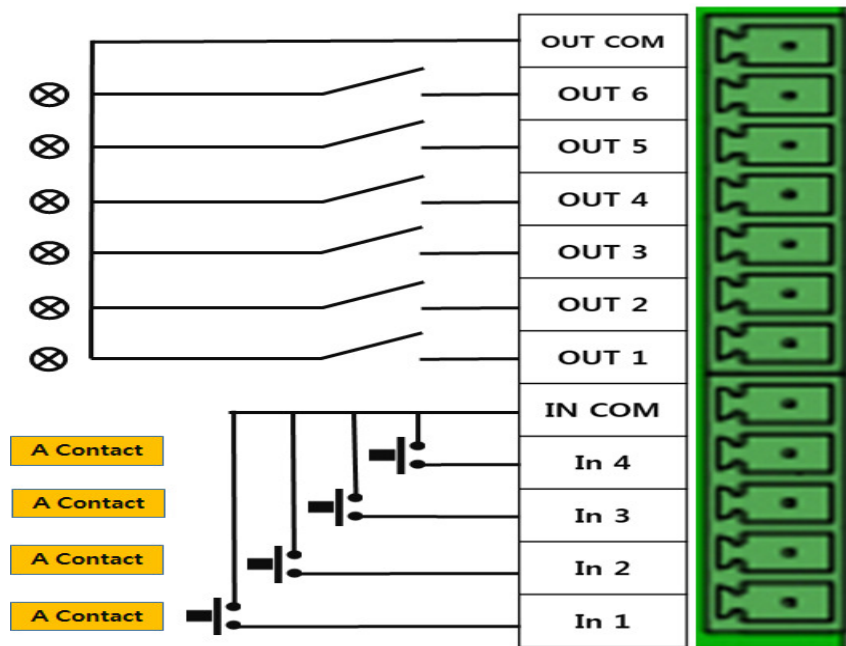 OUT COM
OUT 6
OUT 5
OUT 4
OUT 3
OUT 2
OUT 1
IN COM
A Contact
In 4
A Contact
In 3
A Contact
In 2
A Contact
In 1